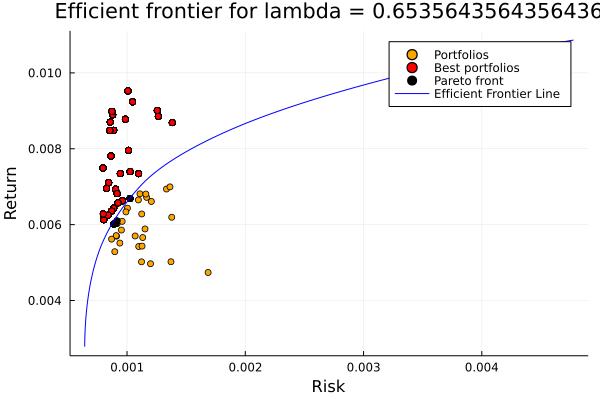 Efficient frontier for lambda = 0.6535643564356436
Portfolios
Best portfolios
Pareto front
Efficient Frontier Line
Return
0.010
0.008
0.006
0.004
0.001
0.002
0.003
0.004
Risk